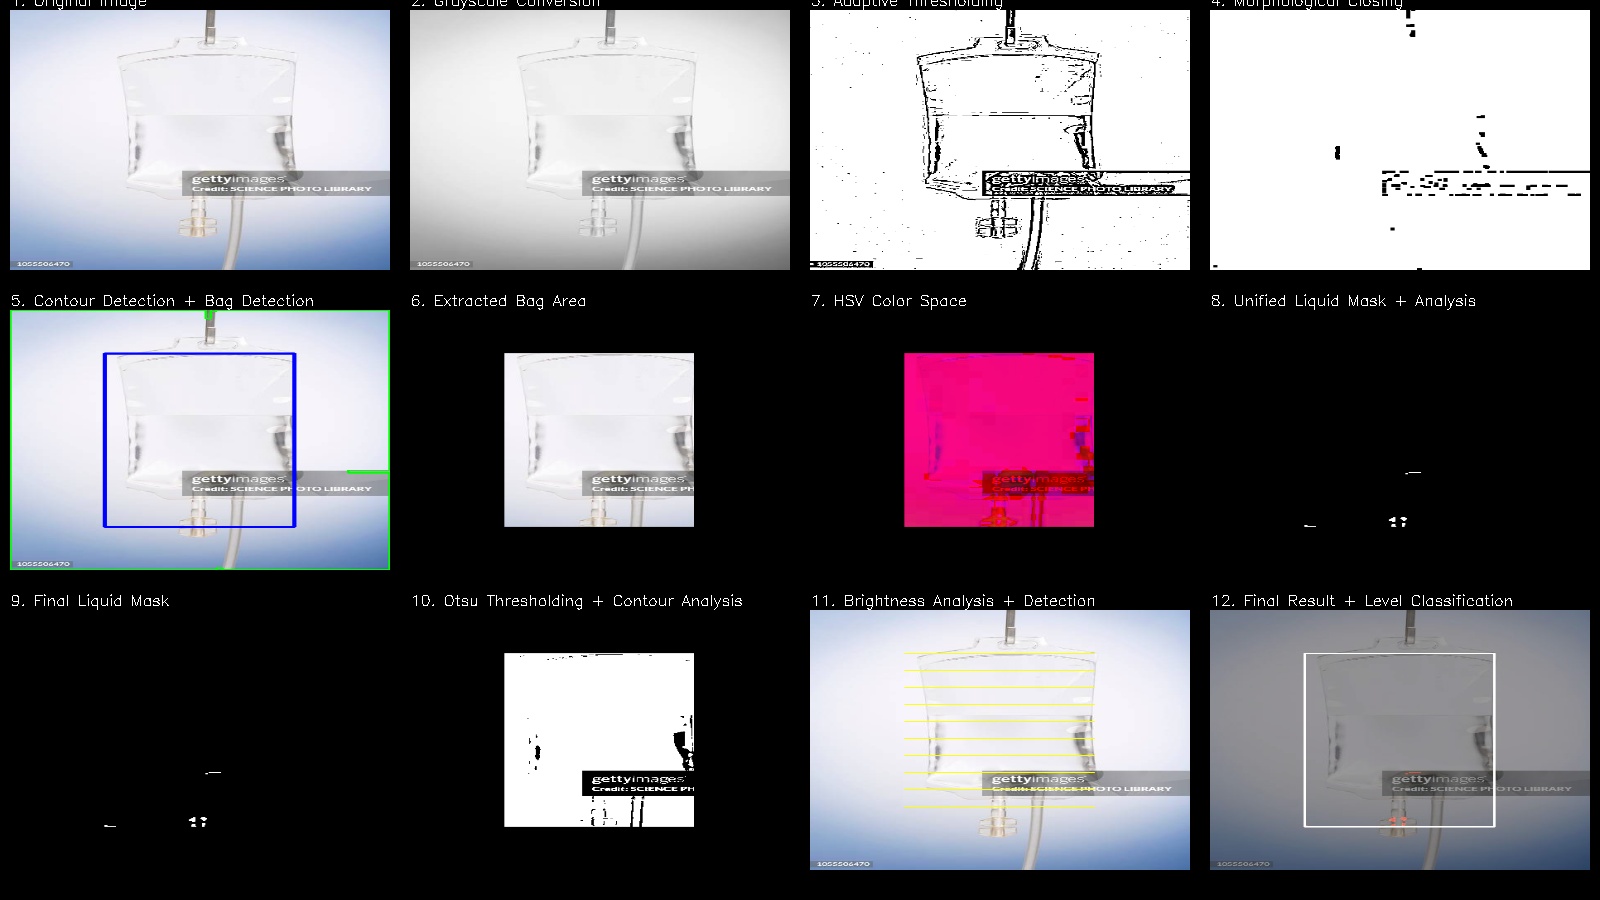 1. Original Image
2. Grayscale Conversion
3. Adaptive Thresholding
4. Morphological Closing
gettyimages
Credit: SCIENCE PHOTO LIBRARY
1055506470
gettyimages
Credit: SCIENCE PHOTO LIBRARY
1055506470
gettyimages
Credit: SCIENCE PHOTO LIBRARY
1055506470
5. Contour Detection + Bag Detection
6. Extracted Bag Area
7. HSV Color Space
8. Unified Liquid Mask + Analysis
gettyimages
Credit: SCIENCE PHOTO LIBRARY
1055506470
gettyimages
Credit: SCIENCE PH
gettyimages
Credit: SCIENCE PH
9. Final Liquid Mask
10. Otsu Thresholding + Contour Analysis
11. Brightness Analysis + Detection
12. Final Result + Level Classification
gettyimages
Credit: SCIENCE PH
gettyimages
Credit: SCIENCE PHOTO LIBRARY
1055506470
gettyimages
Credit: SCIENCE PHOTO LIBRARY
1055506470